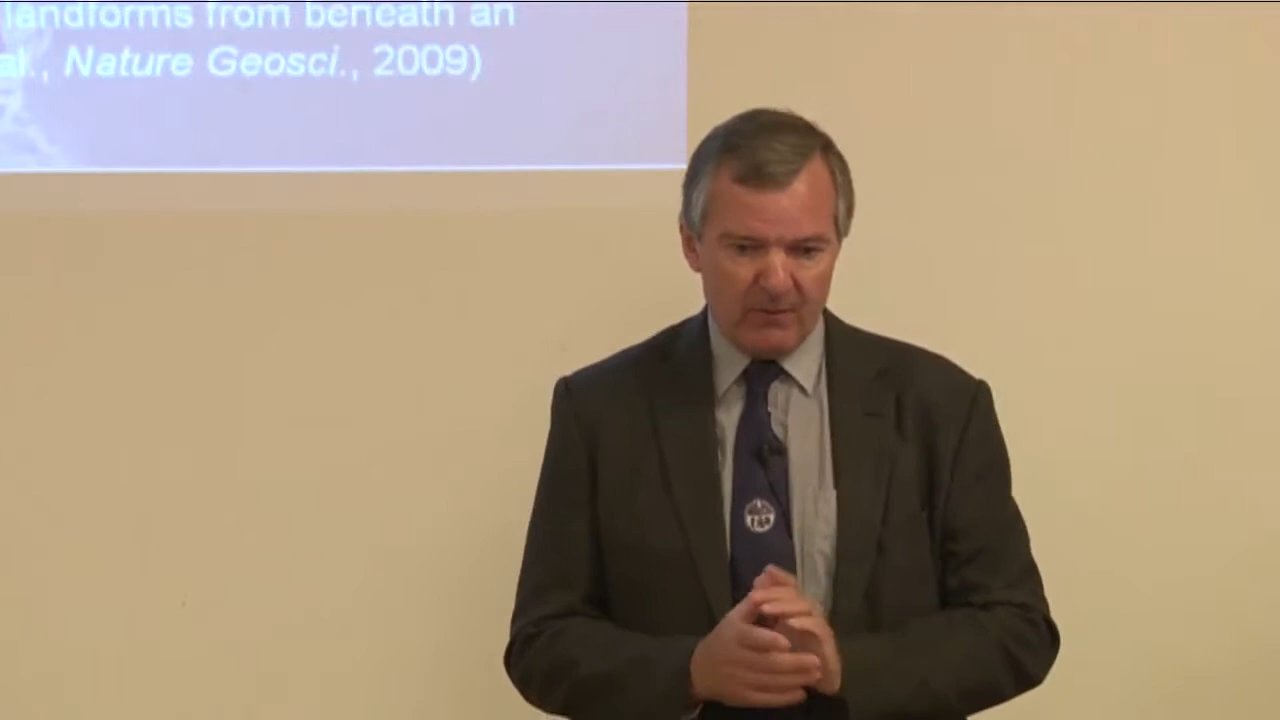 landforms from beneath an
al., Nature Geosci., 2009)